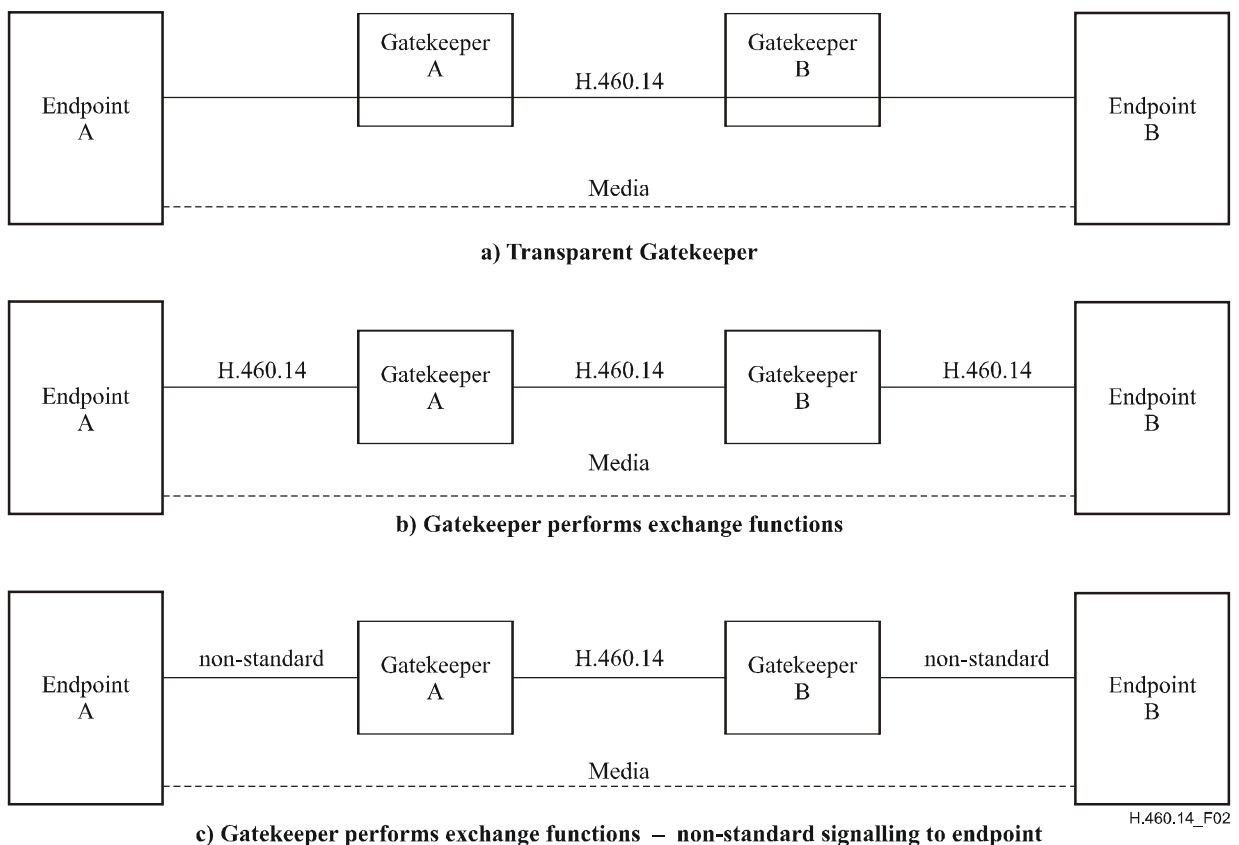 Gatekeeper
A
Gatekeeper
B
H.460.14
Endpoint
A
Endpoint
B
Media
a) Transparent Gatekeeper
H.460.14
H.460.14
H.460.14
Endpoint
A
Gatekeeper
A
Gatekeeper
B
Endpoint
B
Media
b) Gatekeeper performs exchange functions
non-standard
H.460.14
non-standard
Endpoint
A
Gatekeeper
A
Gatekeeper
B
Endpoint
B
Media
H.460.14_F02
c) Gatekeeper performs exchange functions – non-standard signalling to endpoint